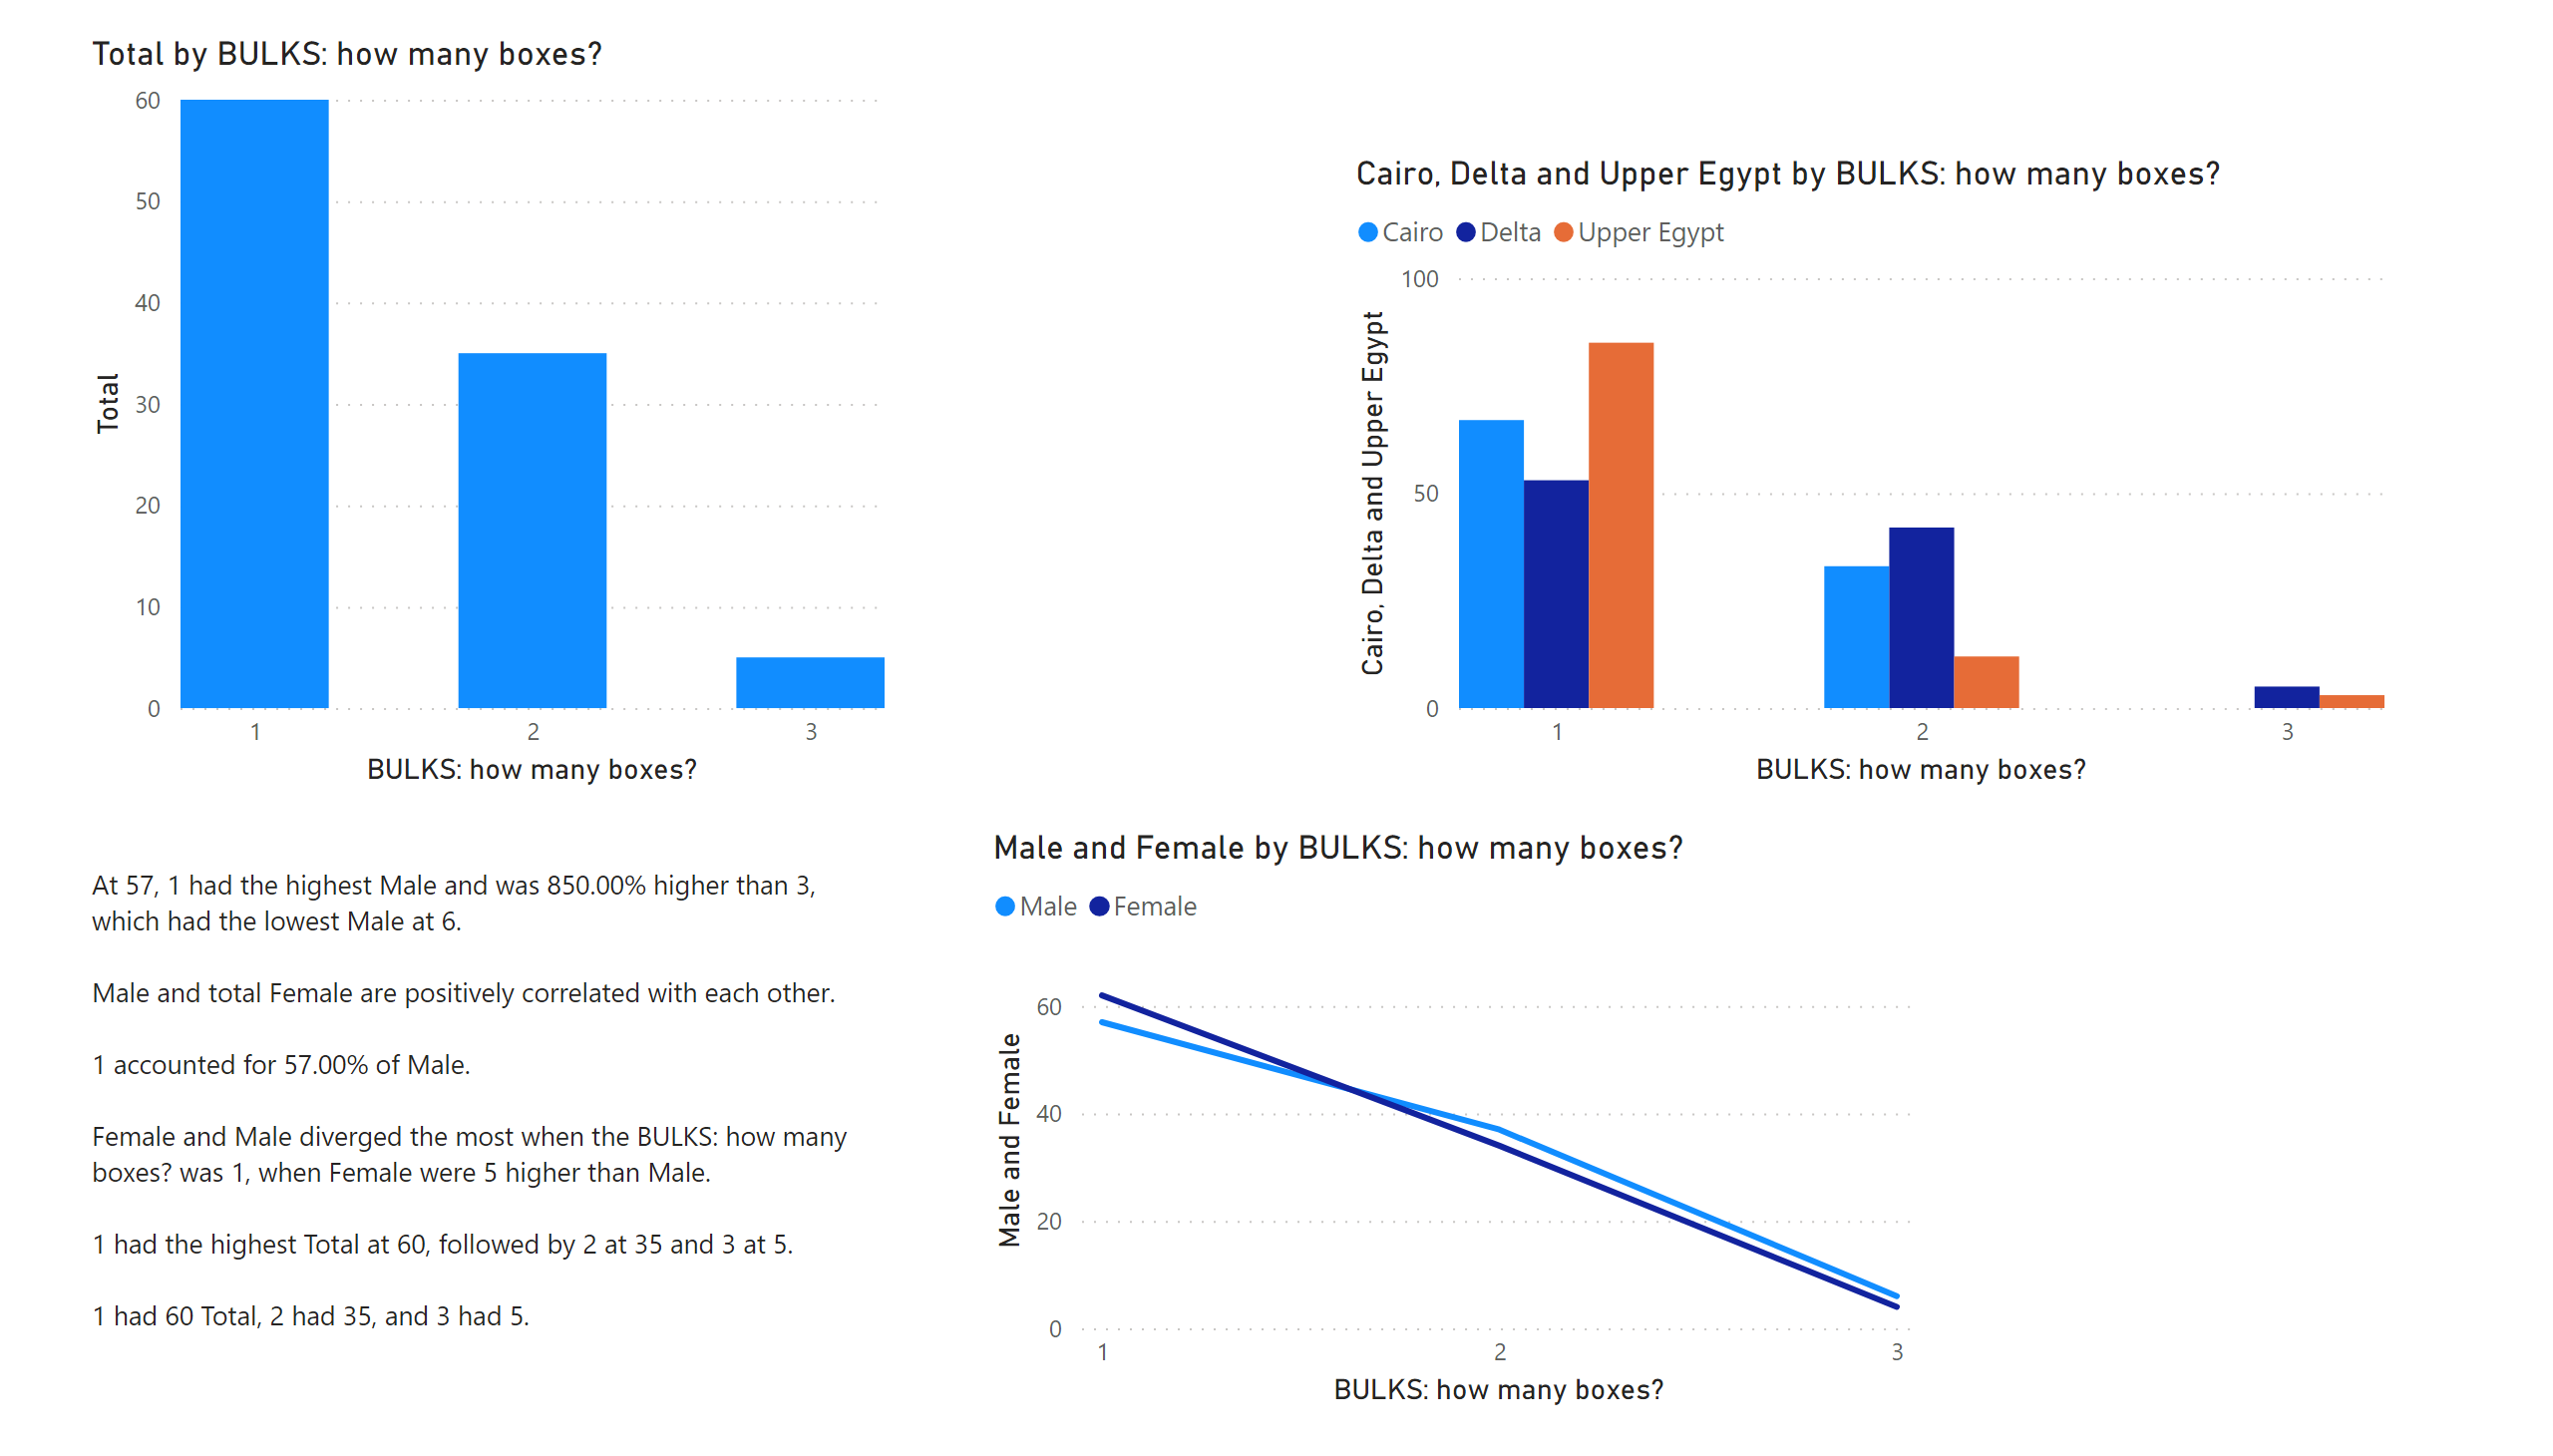 Total by BULKS: how many boxes?
60
50
40
30
20
10
0
Total
1
2
3
BULKS: how many boxes?
Cairo, Delta and Upper Egypt by BULKS: how many boxes?
Cairo Delta Upper Egypt
100
50
0
Cairo, Delta and Upper Egypt
1
2
3
BULKS: how many boxes?
At 57, 1 had the highest Male and was 850.00% higher than 3,
which had the lowest Male at 6.
Male and total Female are positively correlated with each other.
1 accounted for 57.00% of Male.
Female and Male diverged the most when the BULKS: how many
boxes? was 1, when Female were 5 higher than Male.
1 had the highest Total at 60, followed by 2 at 35 and 3 at 5.
1 had 60 Total, 2 had 35, and 3 had 5.
Male and Female by BULKS: how many boxes?
Male Female
60
40
20
0
Male and Female
1
2
3
BULKS: how many boxes?